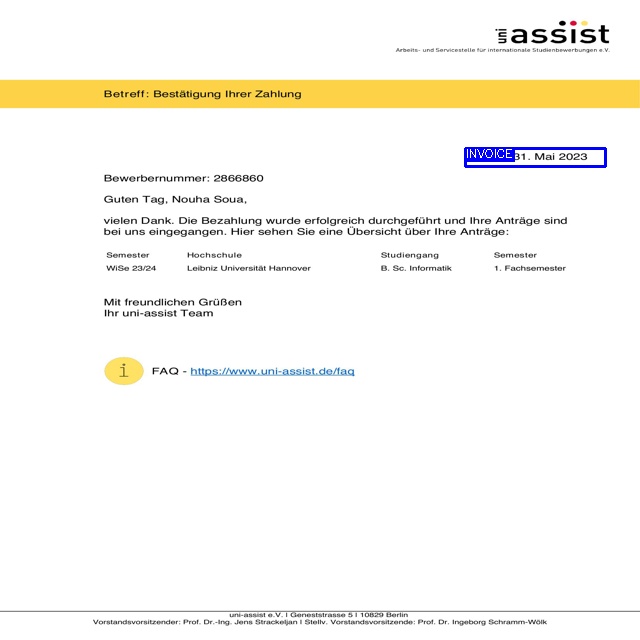 uni assist
Arbeits- und Servicestelle für internationale Studienbewerbungen e.V.
Betreff: Bestätigung Ihrer Zahlung
INVOICE 31. Mai 2023
Bewerbernummer: 2866860
Guten Tag, Nouha Soua,
vielen Dank. Die Bezahlung wurde erfolgreich durchgeführt und Ihre Anträge sind
bei uns eingegangen. Hier sehen Sie eine Übersicht über Ihre Anträge:
Semester Hochschule Studiengang Semester
WiSe 23/24 Leibniz Universität Hannover B. Sc. Informatik 1. Fachsemester
Mit freundlichen Grüßen
Ihr uni-assist Team
i FAQ - https://www.uni-assist.de/faq
uni-assist e.V. | Geneststrasse 5 | 10829 Berlin
Vorstandsvorsitzender: Prof. Dr.-Ing. Jens Strackeljan | Stellv. Vorstandsvorsitzende: Prof. Dr. Ingeborg Schramm-Wölk